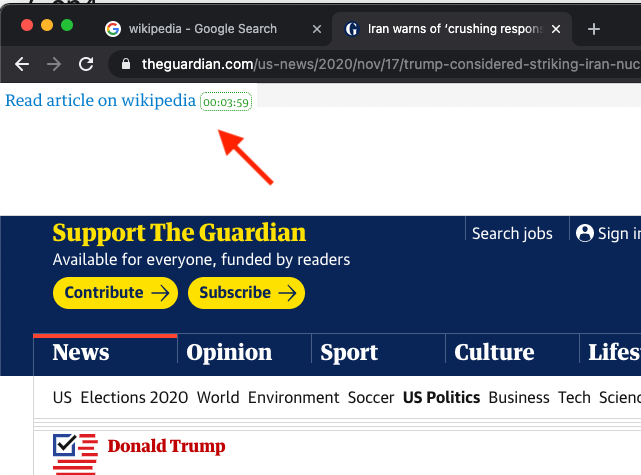 wikipedia - Google Search
Iran warns of ‘crushing respons
theguardian.com/us-news/2020/nov/17/trump-considered-striking-iran-nuc
Read article on wikipedia 00:03:59
Support The Guardian
Available for everyone, funded by readers
Contribute
Subscribe
Search jobs
Sign in
News
Opinion
Sport
Culture
Lifes
US
Elections 2020
World
Environment
Soccer
US Politics
Business
Tech
Scienc
Donald Trump